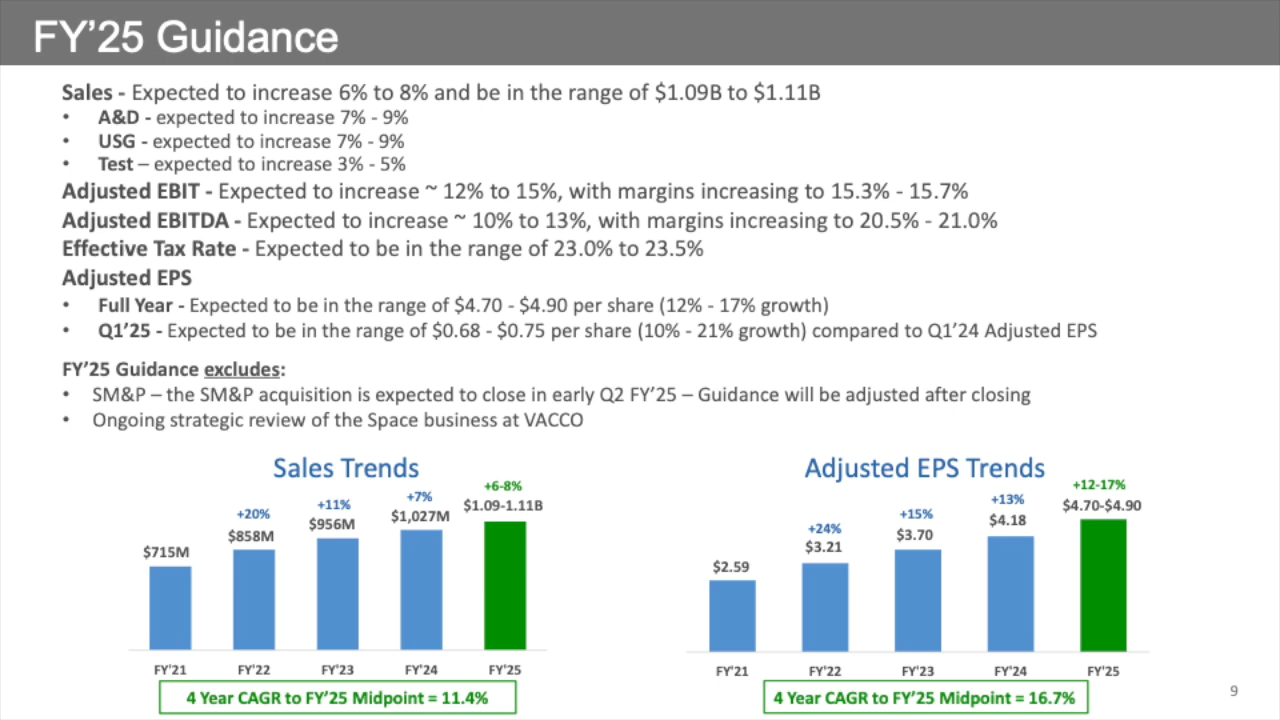 FY’25 Guidance
Sales - Expected to increase 6% to 8% and be in the range of $1.09B to $1.11B
• A&D - expected to increase 7% - 9%
• USG - expected to increase 7% - 9%
• Test – expected to increase 3% - 5%
Adjusted EBIT - Expected to increase ~ 12% to 15%, with margins increasing to 15.3% - 15.7%
Adjusted EBITDA - Expected to increase ~ 10% to 13%, with margins increasing to 20.5% - 21.0%
Effective Tax Rate - Expected to be in the range of 23.0% to 23.5%
Adjusted EPS
• Full Year - Expected to be in the range of $4.70 - $4.90 per share (12% - 17% growth)
• Q1’25 - Expected to be in the range of $0.68 - $0.75 per share (10% - 21% growth) compared to Q1’24 Adjusted EPS
FY’25 Guidance excludes:
• SM&P – the SM&P acquisition is expected to close in early Q2 FY’25 – Guidance will be adjusted after closing
• Ongoing strategic review of the Space business at VACCO
Sales Trends
$715M
+20%
$858M
+11%
$956M
+7%
$1,027M
+6-8%
$1.09-1.11B
FY'21 FY'22 FY'23 FY'24 FY'25
4 Year CAGR to FY’25 Midpoint = 11.4%
Adjusted EPS Trends
$2.59
+24%
$3.21
+15%
$3.70
+13%
$4.18
+12-17%
$4.70-$4.90
FY'21 FY'22 FY'23 FY'24 FY'25
4 Year CAGR to FY’25 Midpoint = 16.7%
9